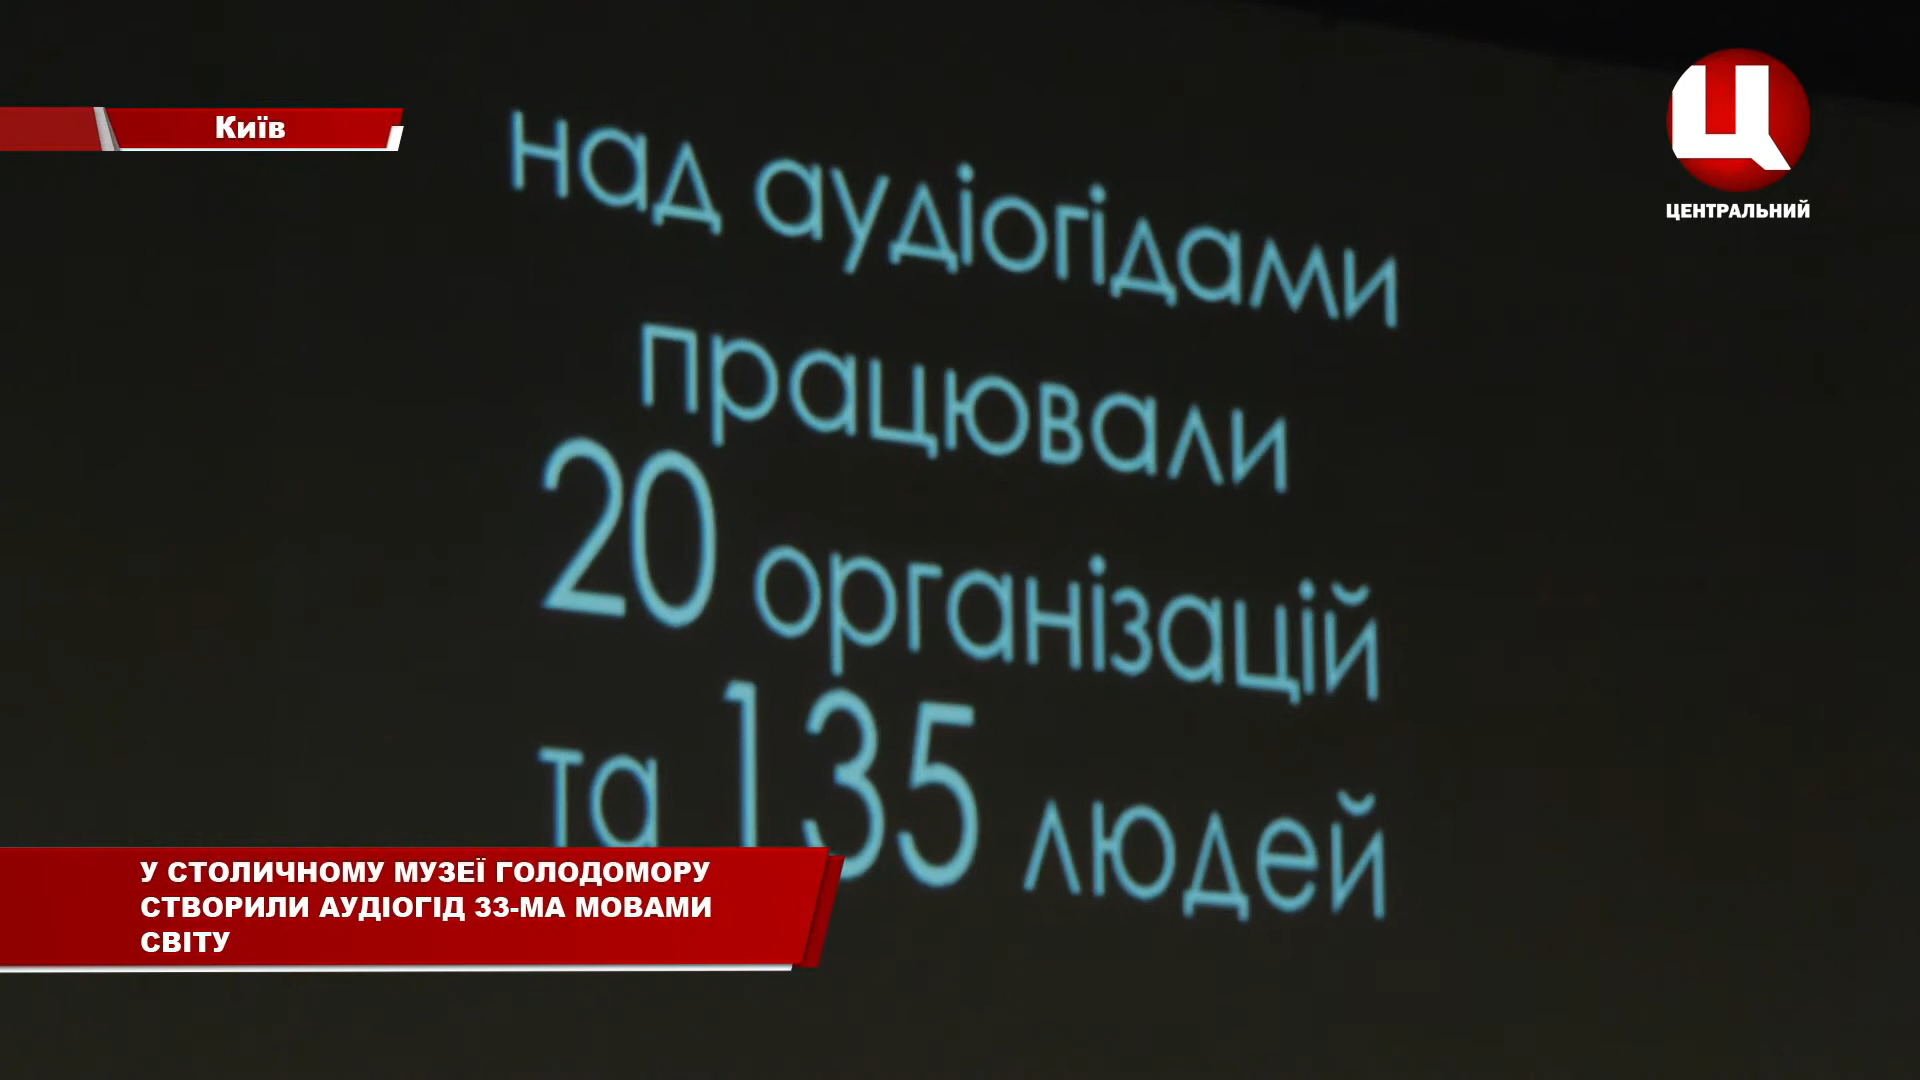 Київ
ЦЕНТРАЛЬНИЙ
над аудіогідами
працювали
20 організацій
та 135 людей
У СТОЛИЧНОМУ МУЗЕЇ ГОЛОДОМОРУ
СТВОРИЛИ АУДІОГІД 33-МА МОВАМИ
СВІТУ